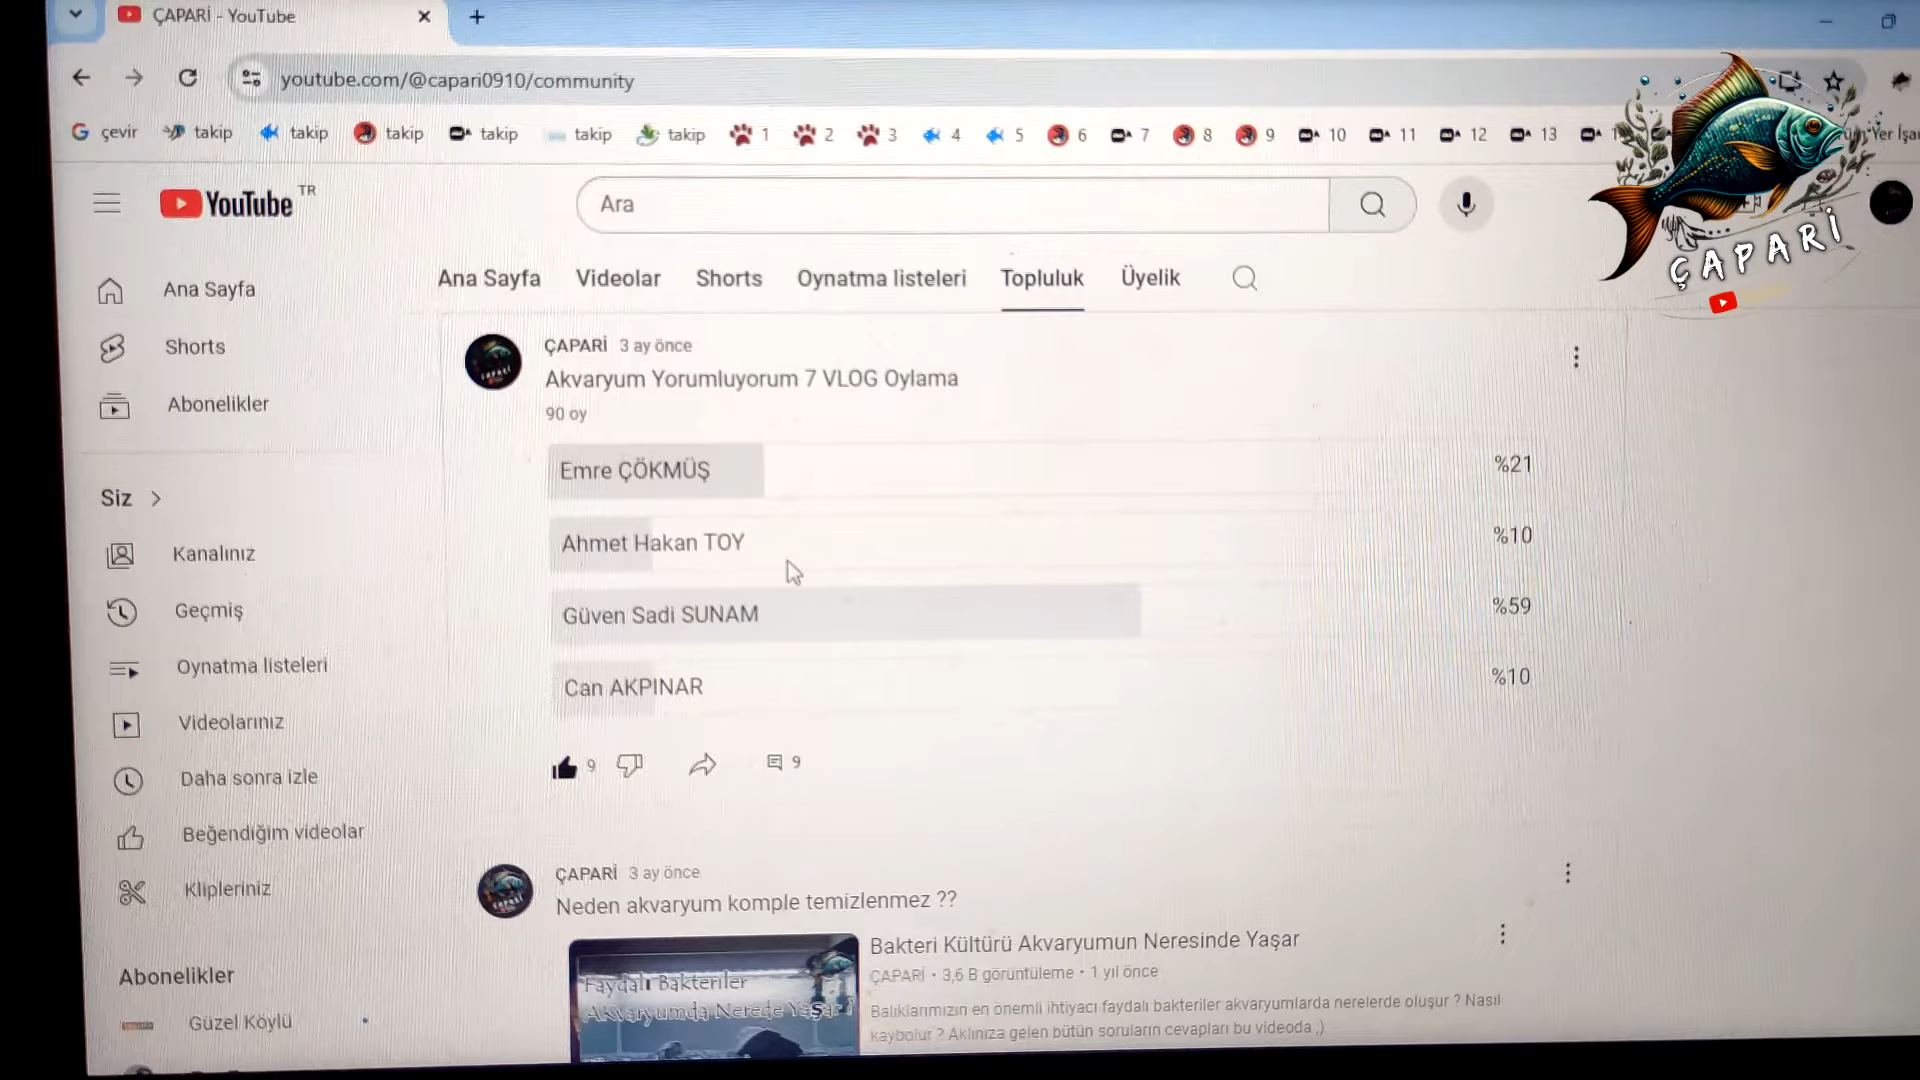 ÇAPARİ - YouTube
youtube.com/@capari0910/community
çevir takip takip takip takip takip takip 1 2 3 4 5 6 7 8 9 10 11 12 13
YouTube TR
Ara
ÇAPARİ
Ana Sayfa Videolar Shorts Oynatma listeleri Topluluk Üyelik
Ana Sayfa
Shorts
Abonelikler
Siz
Kanalınız
Geçmiş
Oynatma listeleri
Videolarınız
Daha sonra izle
Beğendiğim videolar
Klipleriniz
Abonelikler
Güzel Köylü
ÇAPARİ 3 ay önce
Akvaryum Yorumluyorum 7 VLOG Oylama
90 oy
Emre ÇÖKMÜŞ %21
Ahmet Hakan TOY %10
Güven Sadi SUNAM %59
Can AKPINAR %10
9 9
ÇAPARİ 3 ay önce
Neden akvaryum komple temizlenmez ??
Faydalı Bakteriler
Akvaryumda Nerede Yaşar ?
Bakteri Kültürü Akvaryumun Neresinde Yaşar
ÇAPARİ • 3,6 B görüntüleme • 1 yıl önce
Balıklarımızın en önemli ihtiyacı faydalı bakteriler akvaryumlarda nerelerde oluşur ? Nasıl
kaybolur ? Aklınıza gelen bütün soruların cevapları bu videoda ,)